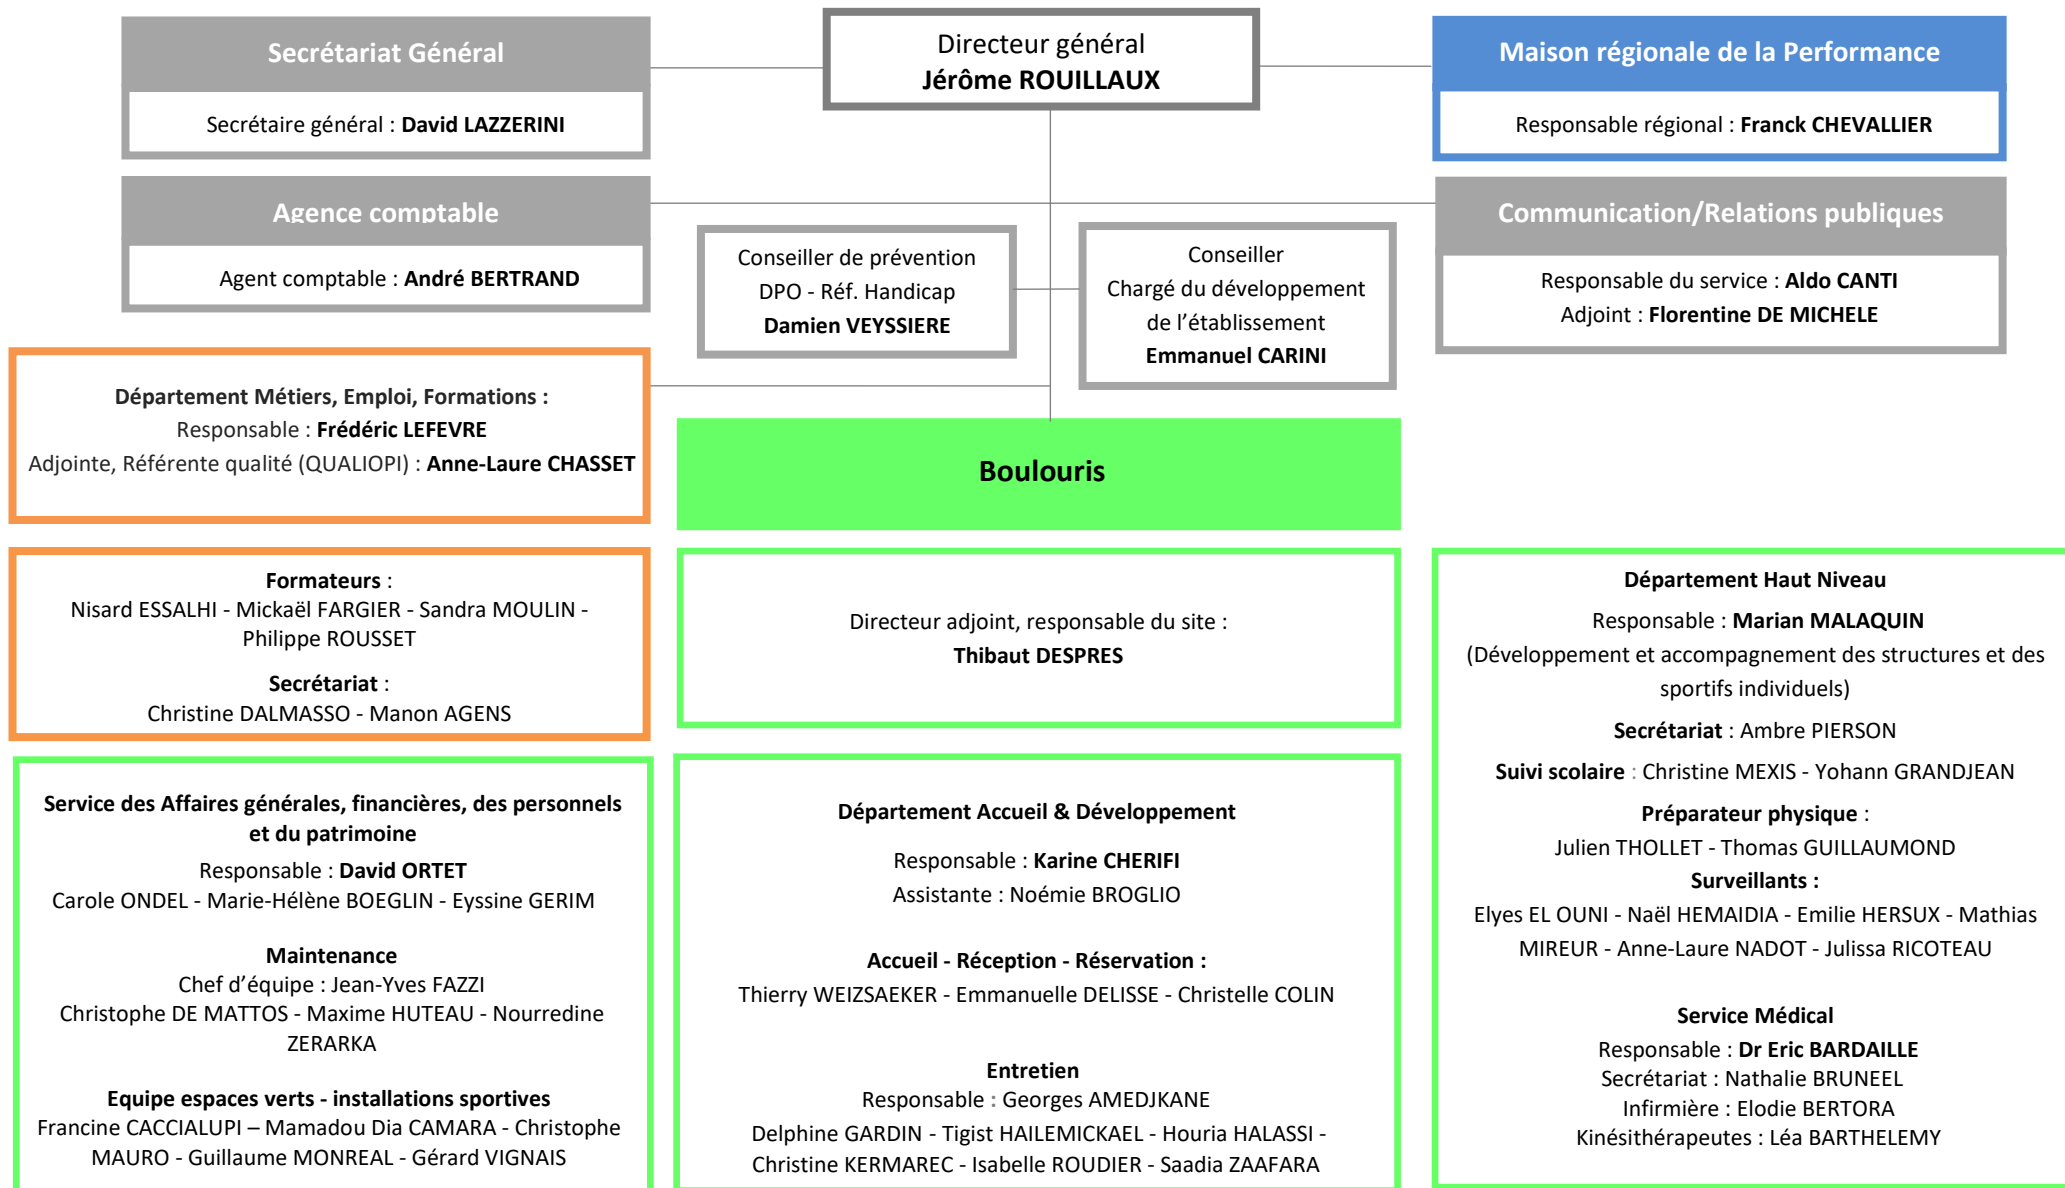 Secrétariat Général
Secrétaire général : David LAZZERINI
Directeur général
Jérôme ROUILLAUX
Maison régionale de la Performance
Responsable régional : Franck CHEVALLIER
Agence comptable
Agent comptable : André BERTRAND
Conseiller de prévention
DPO - Réf. Handicap
Damien VEYSSIERE
Conseiller
Chargé du développement
de l’établissement
Emmanuel CARINI
Communication/Relations publiques
Responsable du service : Aldo CANTI
Adjoint : Florentine DE MICHELE
Département Métiers, Emploi, Formations :
Responsable : Frédéric LEFEVRE
Adjointe, Référente qualité (QUALIOPI) : Anne-Laure CHASSET
Boulouris
Formateurs :
Nisard ESSALHI - Mickaël FARGIER - Sandra MOULIN -
Philippe ROUSSET
Secrétariat :
Christine DALMASSO - Manon AGENS
Directeur adjoint, responsable du site :
Thibaut DESPRES
Département Haut Niveau
Responsable : Marian MALAQUIN
(Développement et accompagnement des structures et des
sportifs individuels)
Secrétariat : Ambre PIERSON
Suivi scolaire : Christine MEXIS - Yohann GRANDJEAN
Préparateur physique :
Julien THOLLET - Thomas GUILLAUMOND
Surveillants :
Elyes EL OUNI - Naël HEMAIDIA - Emilie HERSUX - Mathias
MIREUR - Anne-Laure NADOT - Julissa RICOTEAU
Service Médical
Responsable : Dr Eric BARDAILLE
Secrétariat : Nathalie BRUNEEL
Infirmière : Elodie BERTORA
Kinésithérapeutes : Léa BARTHELEMY
Service des Affaires générales, financières, des personnels
et du patrimoine
Responsable : David ORTET
Carole ONDEL - Marie-Hélène BOEGLIN - Eyssine GERIM
Maintenance
Chef d’équipe : Jean-Yves FAZZI
Christophe DE MATTOS - Maxime HUTEAU - Nourredine
ZERARKA
Equipe espaces verts - installations sportives
Francine CACCIALUPI – Mamadou Dia CAMARA - Christophe
MAURO - Guillaume MONREAL - Gérard VIGNAIS
Département Accueil & Développement
Responsable : Karine CHERIFI
Assistante : Noémie BROGLIO
Accueil - Réception - Réservation :
Thierry WEIZSAEKER - Emmanuelle DELISSE - Christelle COLIN
Entretien
Responsable : Georges AMEDJKANE
Delphine GARDIN - Tigist HAILEMICKAEL - Houria HALASSI -
Christine KERMAREC - Isabelle ROUDIER - Saadia ZAAFARA